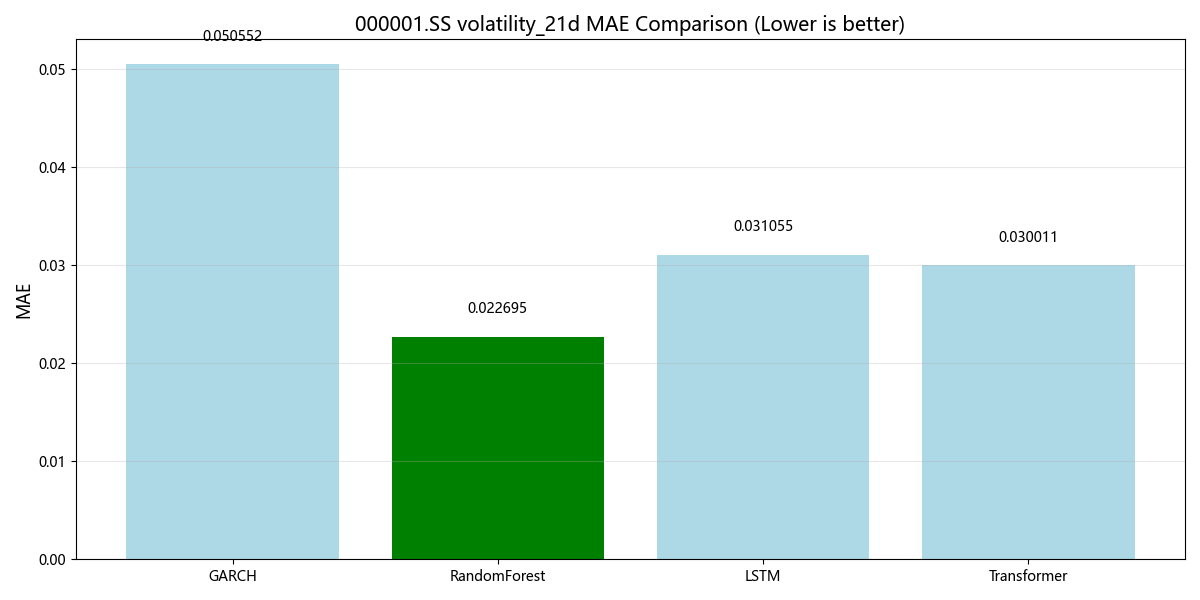 000001.SS volatility_21d MAE Comparison (Lower is better)
0.050552
0.05
0.04
0.031055
0.030011
0.03
0.022695
0.02
0.01
0.00
MAE
GARCH
RandomForest
LSTM
Transformer